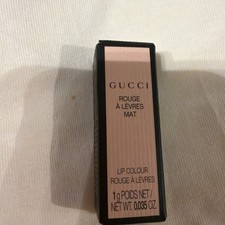 GUCCI
ROUGE
À LÈVRES
MAT
LIP COLOUR
ROUGE À LÈVRES
1g POIDS NET/
NET WT. 0.035 OZ.